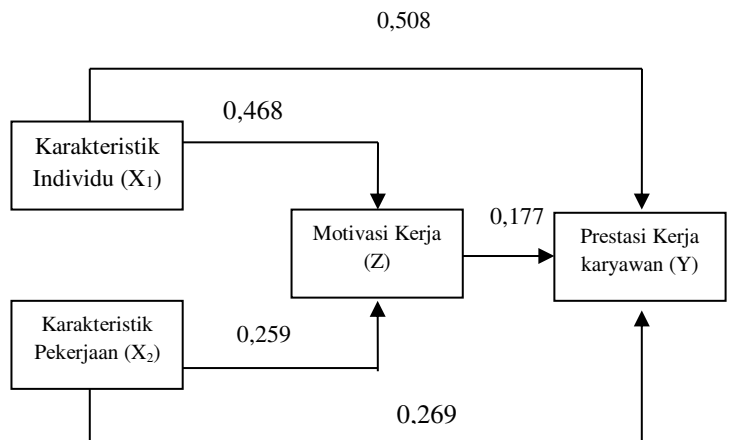 0,508
0,468
Karakteristik
Individu (X₁)
Motivasi Kerja
(Z)
0,177
Prestasi Kerja
karyawan (Y)
Karakteristik
Pekerjaan (X₂)
0,259
0,269